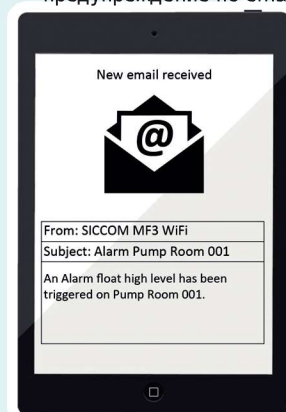 New email received
@
From: SICCOM MF3 WiFi
Subject: Alarm Pump Room 001
An Alarm float high level has been
triggered on Pump Room 001.